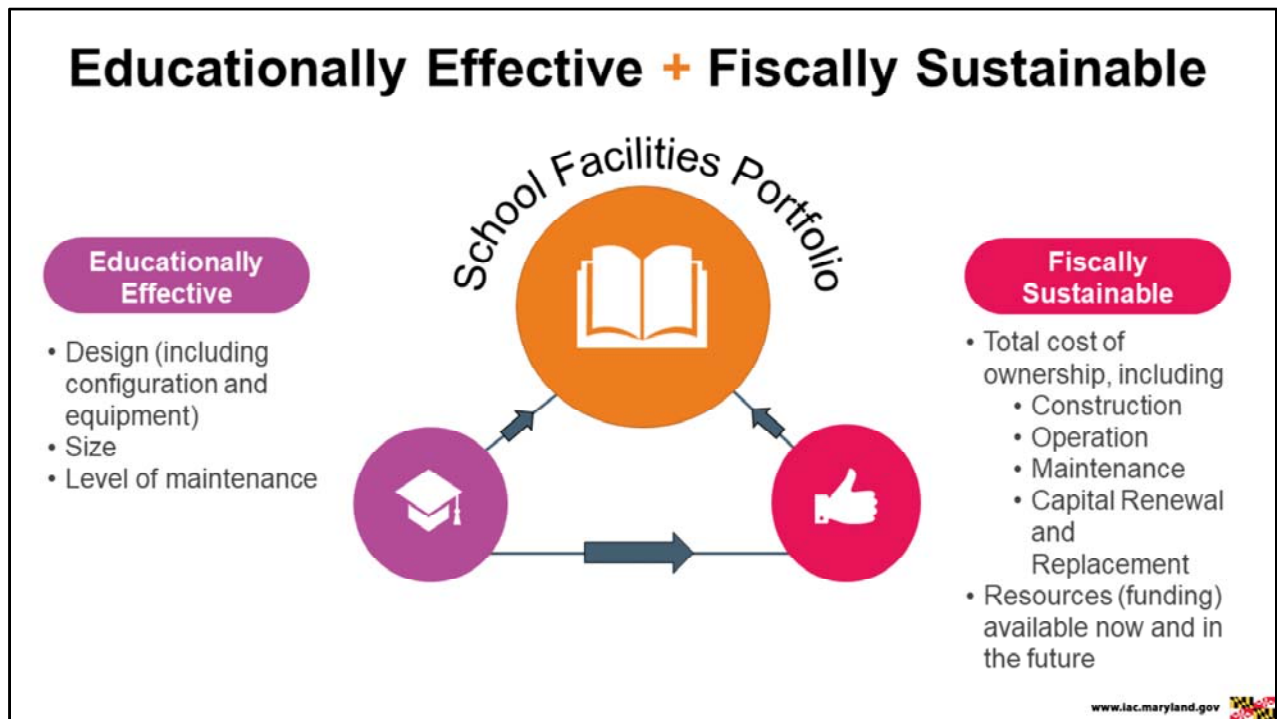 Educationally Effective + Fiscally Sustainable
School Facilities Portfolio
Educationally
Effective
• Design (including
configuration and
equipment)
• Size
• Level of maintenance
Fiscally
Sustainable
• Total cost of
ownership, including
• Construction
• Operation
• Maintenance
• Capital Renewal
and
Replacement
• Resources (funding)
available now and in
the future
www.iac.maryland.gov